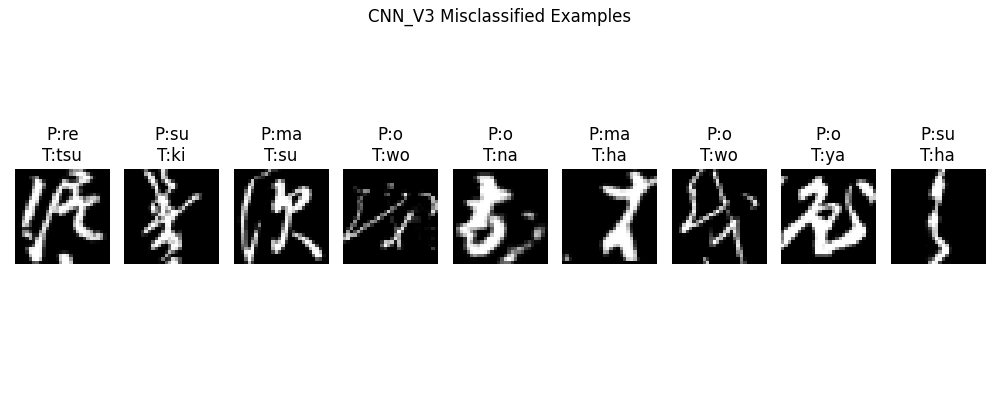 CNN_V3 Misclassified Examples
P:re P:su P:ma P:o P:o P:ma P:o P:o P:su
T:tsu T:ki T:su T:wo T:na T:ha T:wo T:ya T:ha